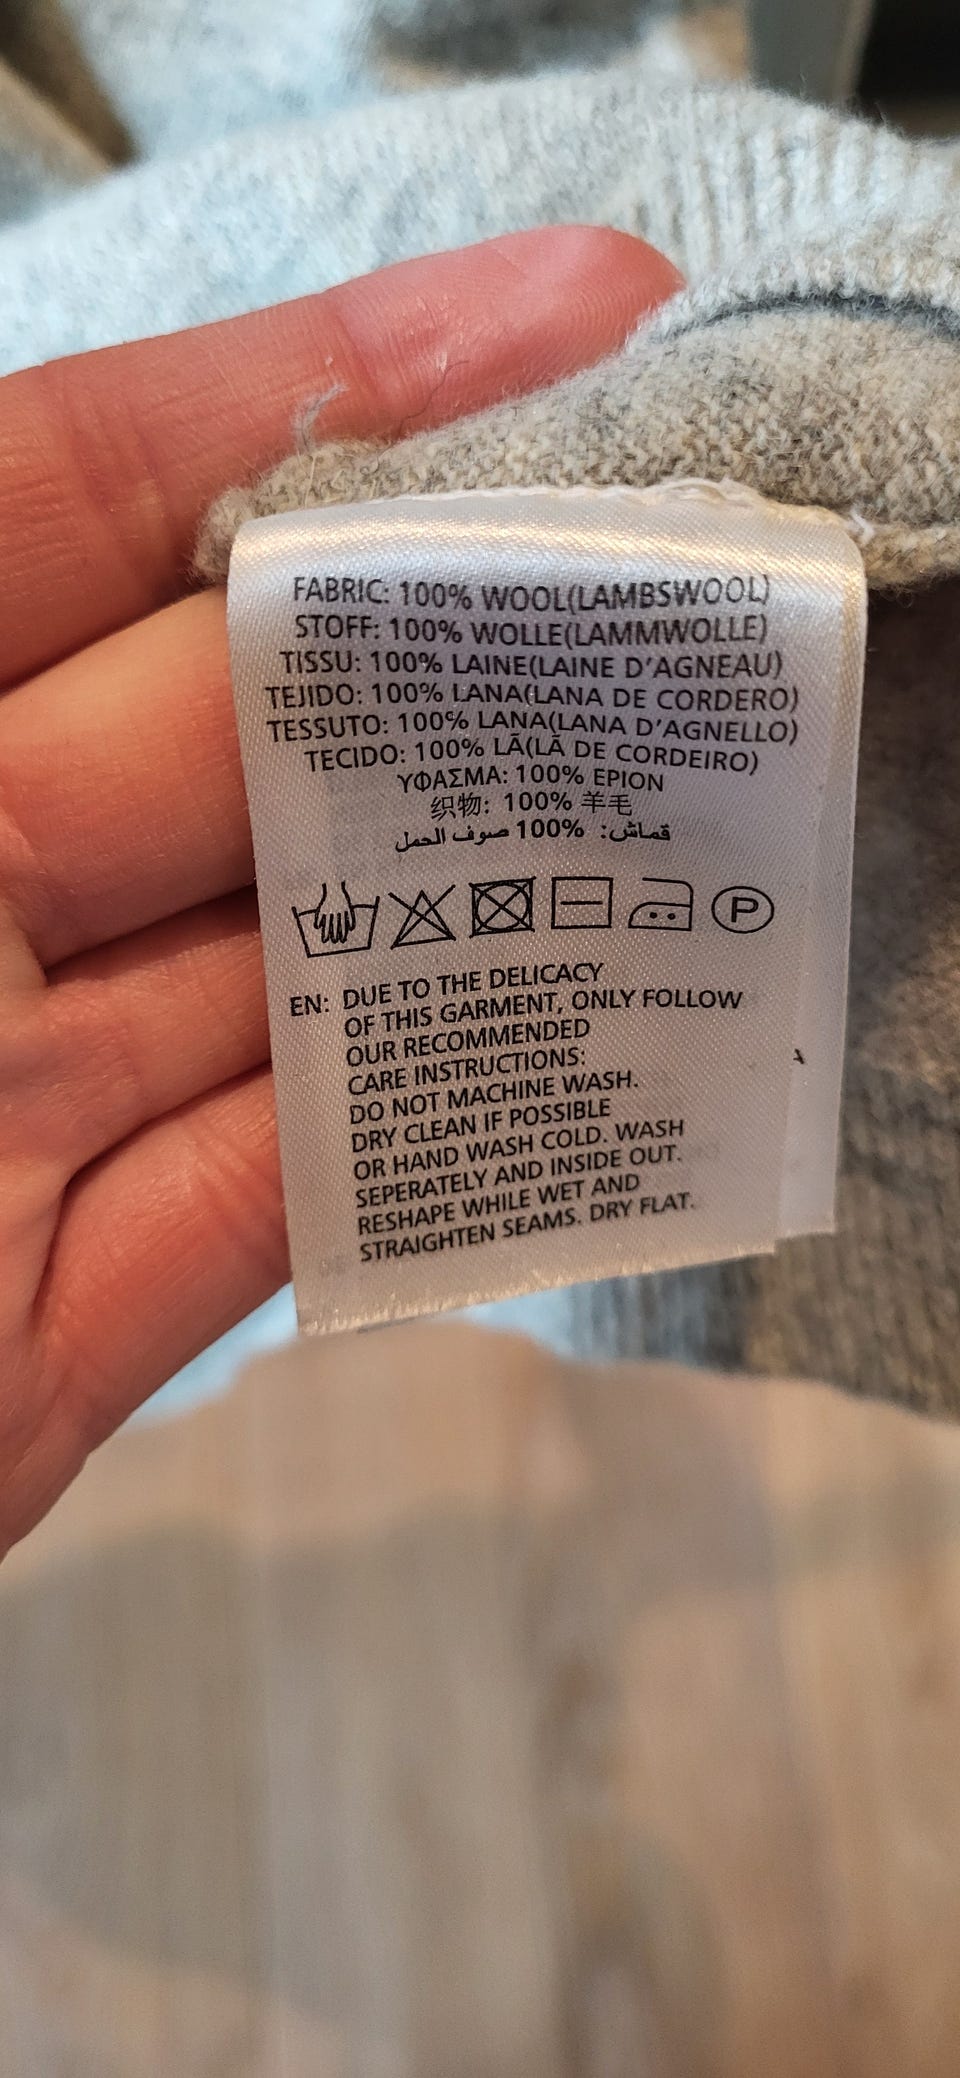 FABRIC: 100% WOOL(LAMBSWOOL)
STOFF: 100% WOLLE(LAMMWOLLE)
TISSU: 100% LAINE(LAINE D'AGNEAU)
TEJIDO: 100% LANA(LANA DE CORDERO)
TESSUTO: 100% LANA(LANA D'AGNELLO)
TECIDO: 100% LÃ(LÃ DE CORDEIRO)
ΥΦΑΣΜΑ: 100% ΕΡΙΟΝ
织物: 100% 羊毛
قماش: 100% صوف الحمل
P
EN: DUE TO THE DELICACY
OF THIS GARMENT, ONLY FOLLOW
OUR RECOMMENDED
CARE INSTRUCTIONS:
DO NOT MACHINE WASH.
DRY CLEAN IF POSSIBLE
OR HAND WASH COLD. WASH
SEPERATELY AND INSIDE OUT.
RESHAPE WHILE WET AND
STRAIGHTEN SEAMS. DRY FLAT.